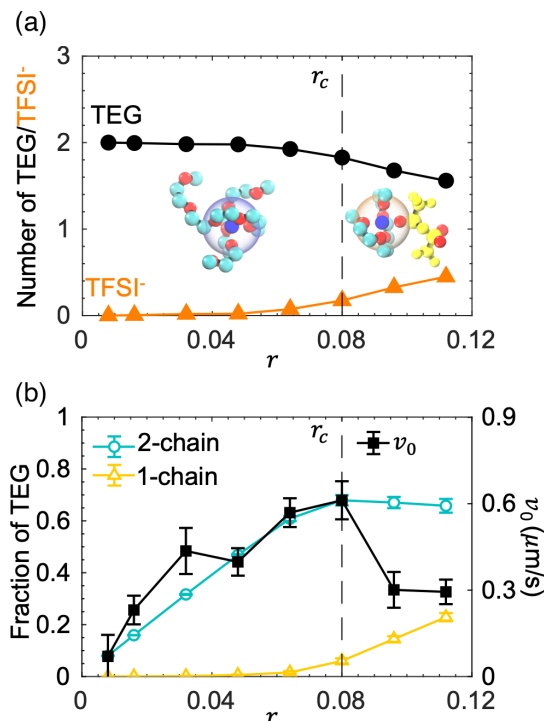 (a)
3
2
1
0
Number of TEG/TFSI⁻
TEG
TFSI⁻
r_c
0
0.04
0.08
0.12
r
(b)
1
0.8
0.6
0.4
0.2
0
Fraction of TEG
2-chain
1-chain
r_c
v₀
0.9
0.6
0.3
0
v₀ (μm/s)
0
0.04
0.08
0.12
r